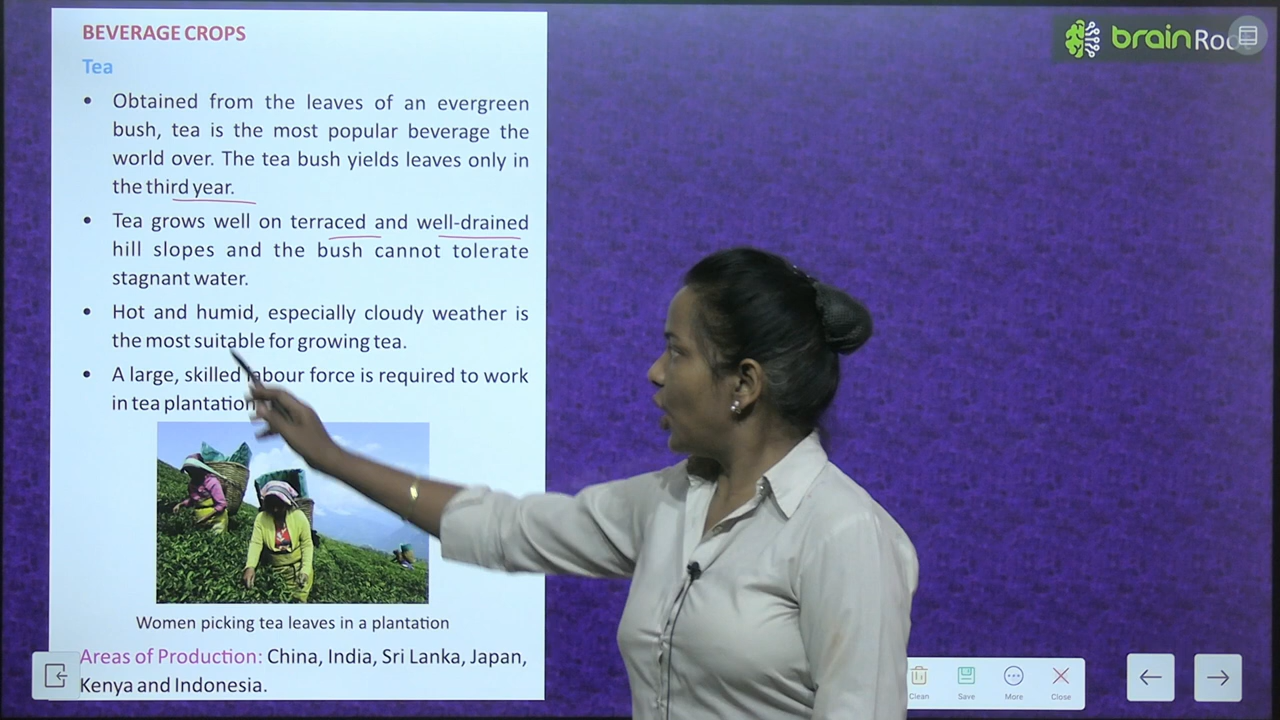 BEVERAGE CROPS
Tea
• Obtained from the leaves of an evergreen
bush, tea is the most popular beverage the
world over. The tea bush yields leaves only in
the third year.
• Tea grows well on terraced and well-drained
hill slopes and the bush cannot tolerate
stagnant water.
• Hot and humid, especially cloudy weather is
the most suitable for growing tea.
• A large, skilled labour force is required to work
in tea plantation
Women picking tea leaves in a plantation
Areas of Production: China, India, Sri Lanka, Japan,
Kenya and Indonesia.
brain
Clean Save More Close